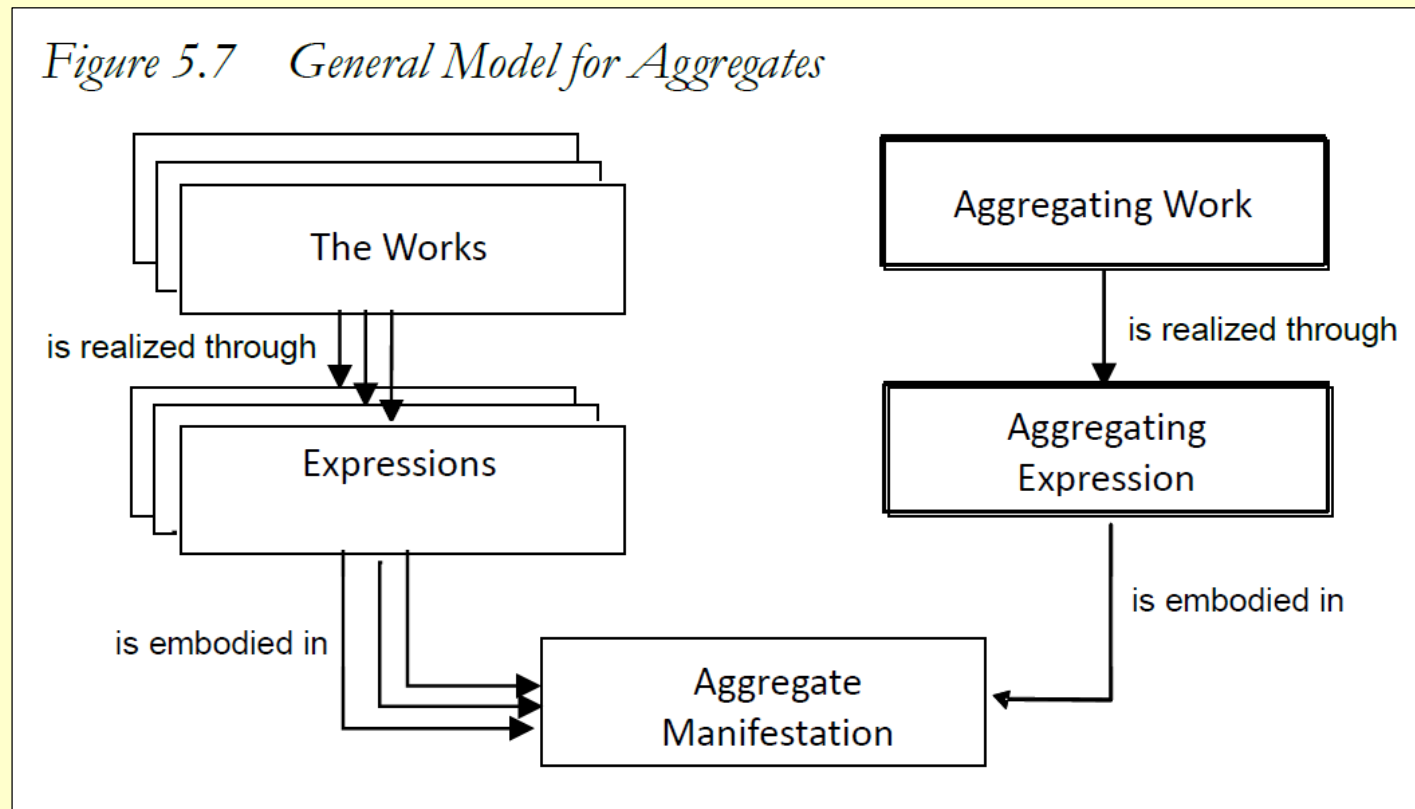 Figure 5.7 General Model for Aggregates
The Works
Aggregating Work
is realized through
is realized through
Expressions
Aggregating
Expression
is embodied in
is embodied in
Aggregate
Manifestation